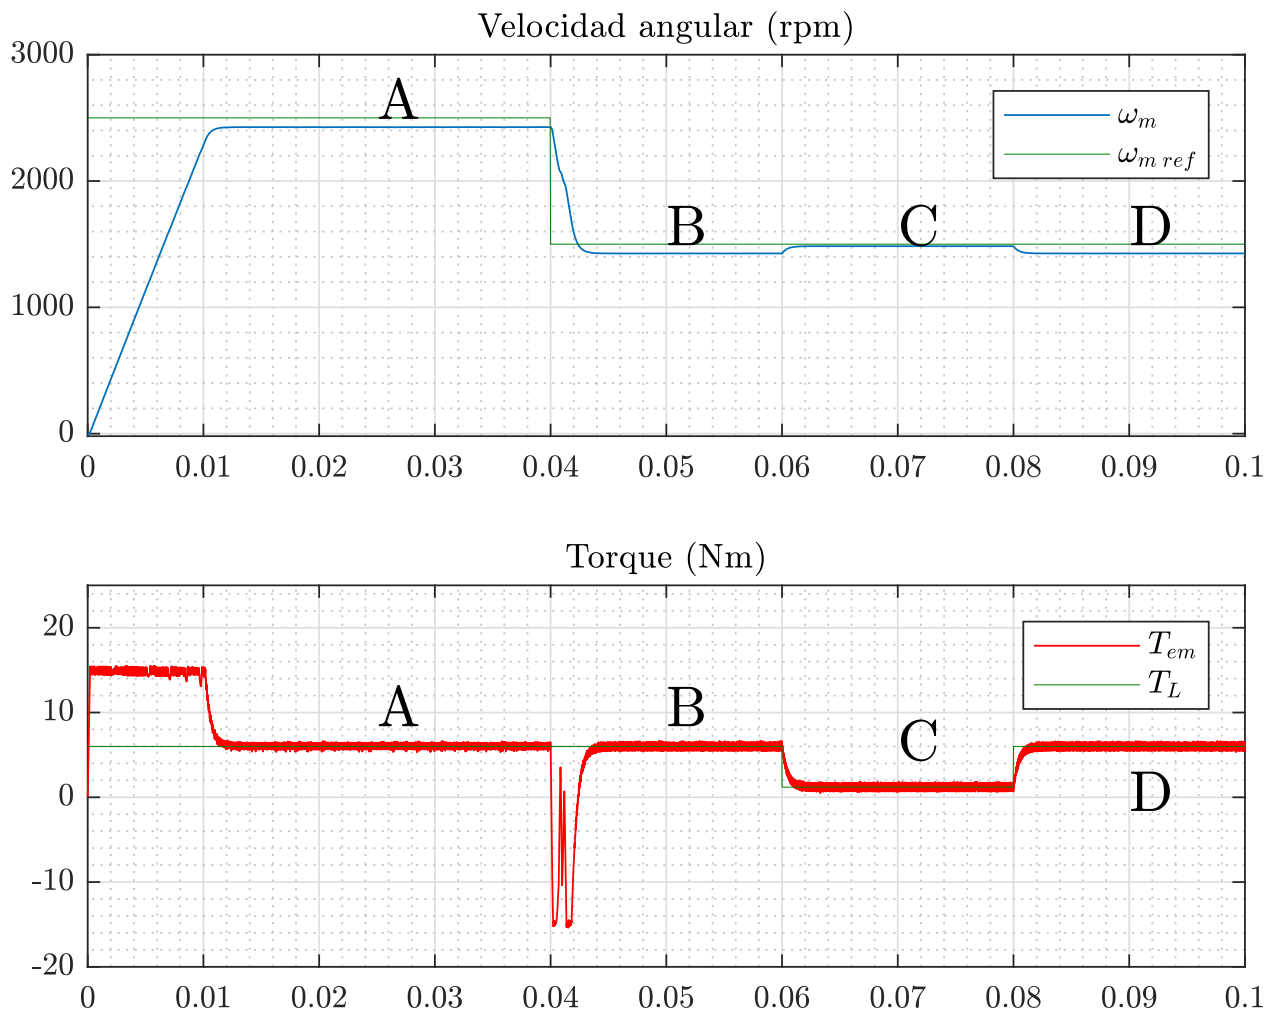 Velocidad angular (rpm)
3000
2000
1000
0
A
B
C
D
ω_m
ω_{m ref}
0 0.01 0.02 0.03 0.04 0.05 0.06 0.07 0.08 0.09 0.1
Torque (Nm)
20
10
0
-10
-20
A
B
C
D
T_{em}
T_L
0 0.01 0.02 0.03 0.04 0.05 0.06 0.07 0.08 0.09 0.1